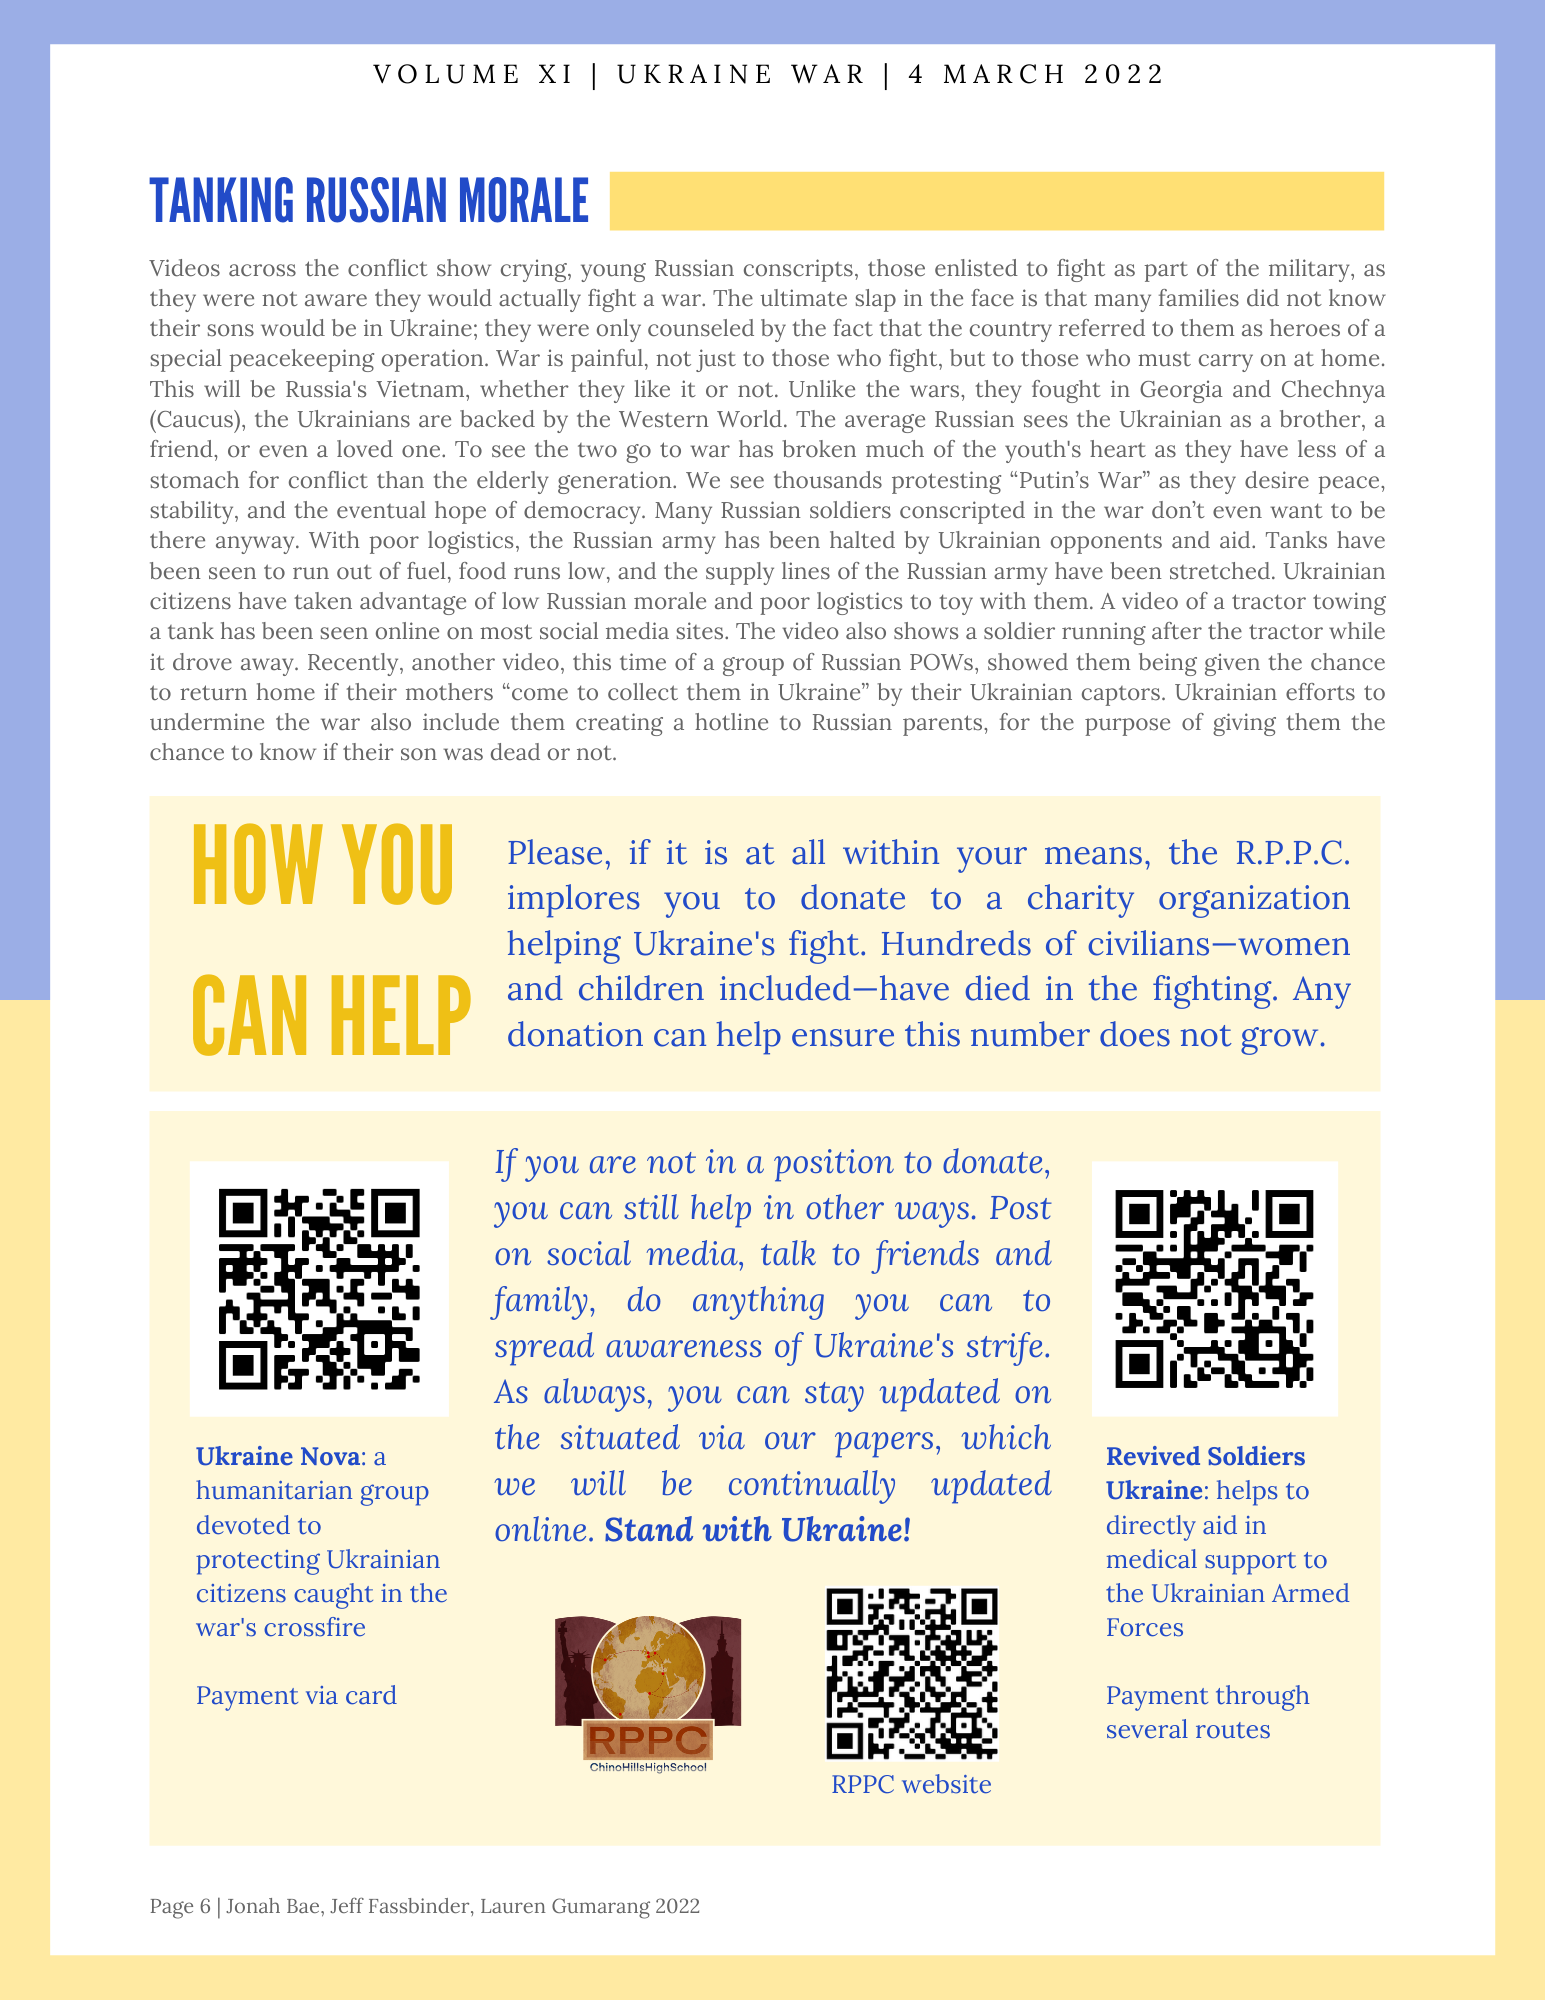 VOLUME XI | UKRAINE WAR | 4 MARCH 2022
TANKING RUSSIAN MORALE
Videos across the conflict show crying, young Russian conscripts, those enlisted to fight as part of the military, as
they were not aware they would actually fight a war. The ultimate slap in the face is that many families did not know
their sons would be in Ukraine; they were only counseled by the fact that the country referred to them as heroes of a
special peacekeeping operation. War is painful, not just to those who fight, but to those who must carry on at home.
This will be Russia's Vietnam, whether they like it or not. Unlike the wars, they fought in Georgia and Chechnya
(Caucus), the Ukrainians are backed by the Western World. The average Russian sees the Ukrainian as a brother, a
friend, or even a loved one. To see the two go to war has broken much of the youth's heart as they have less of a
stomach for conflict than the elderly generation. We see thousands protesting “Putin’s War” as they desire peace,
stability, and the eventual hope of democracy. Many Russian soldiers conscripted in the war don’t even want to be
there anyway. With poor logistics, the Russian army has been halted by Ukrainian opponents and aid. Tanks have
been seen to run out of fuel, food runs low, and the supply lines of the Russian army have been stretched. Ukrainian
citizens have taken advantage of low Russian morale and poor logistics to toy with them. A video of a tractor towing
a tank has been seen online on most social media sites. The video also shows a soldier running after the tractor while
it drove away. Recently, another video, this time of a group of Russian POWs, showed them being given the chance
to return home if their mothers “come to collect them in Ukraine” by their Ukrainian captors. Ukrainian efforts to
undermine the war also include them creating a hotline to Russian parents, for the purpose of giving them the
chance to know if their son was dead or not.
HOW YOU
CAN HELP
Please, if it is at all within your means, the R.P.P.C.
implores you to donate to a charity organization
helping Ukraine's fight. Hundreds of civilians—women
and children included—have died in the fighting. Any
donation can help ensure this number does not grow.
Ukraine Nova: a
humanitarian group
devoted to
protecting Ukrainian
citizens caught in the
war's crossfire
Payment via card
If you are not in a position to donate,
you can still help in other ways. Post
on social media, talk to friends and
family, do anything you can to
spread awareness of Ukraine's strife.
As always, you can stay updated on
the situated via our papers, which
we will be continually updated
online. Stand with Ukraine!
RPPC
ChinoHillsHighSchool
RPPC website
Revived Soldiers
Ukraine: helps to
directly aid in
medical support to
the Ukrainian Armed
Forces
Payment through
several routes
Page 6 | Jonah Bae, Jeff Fassbinder, Lauren Gumarang 2022